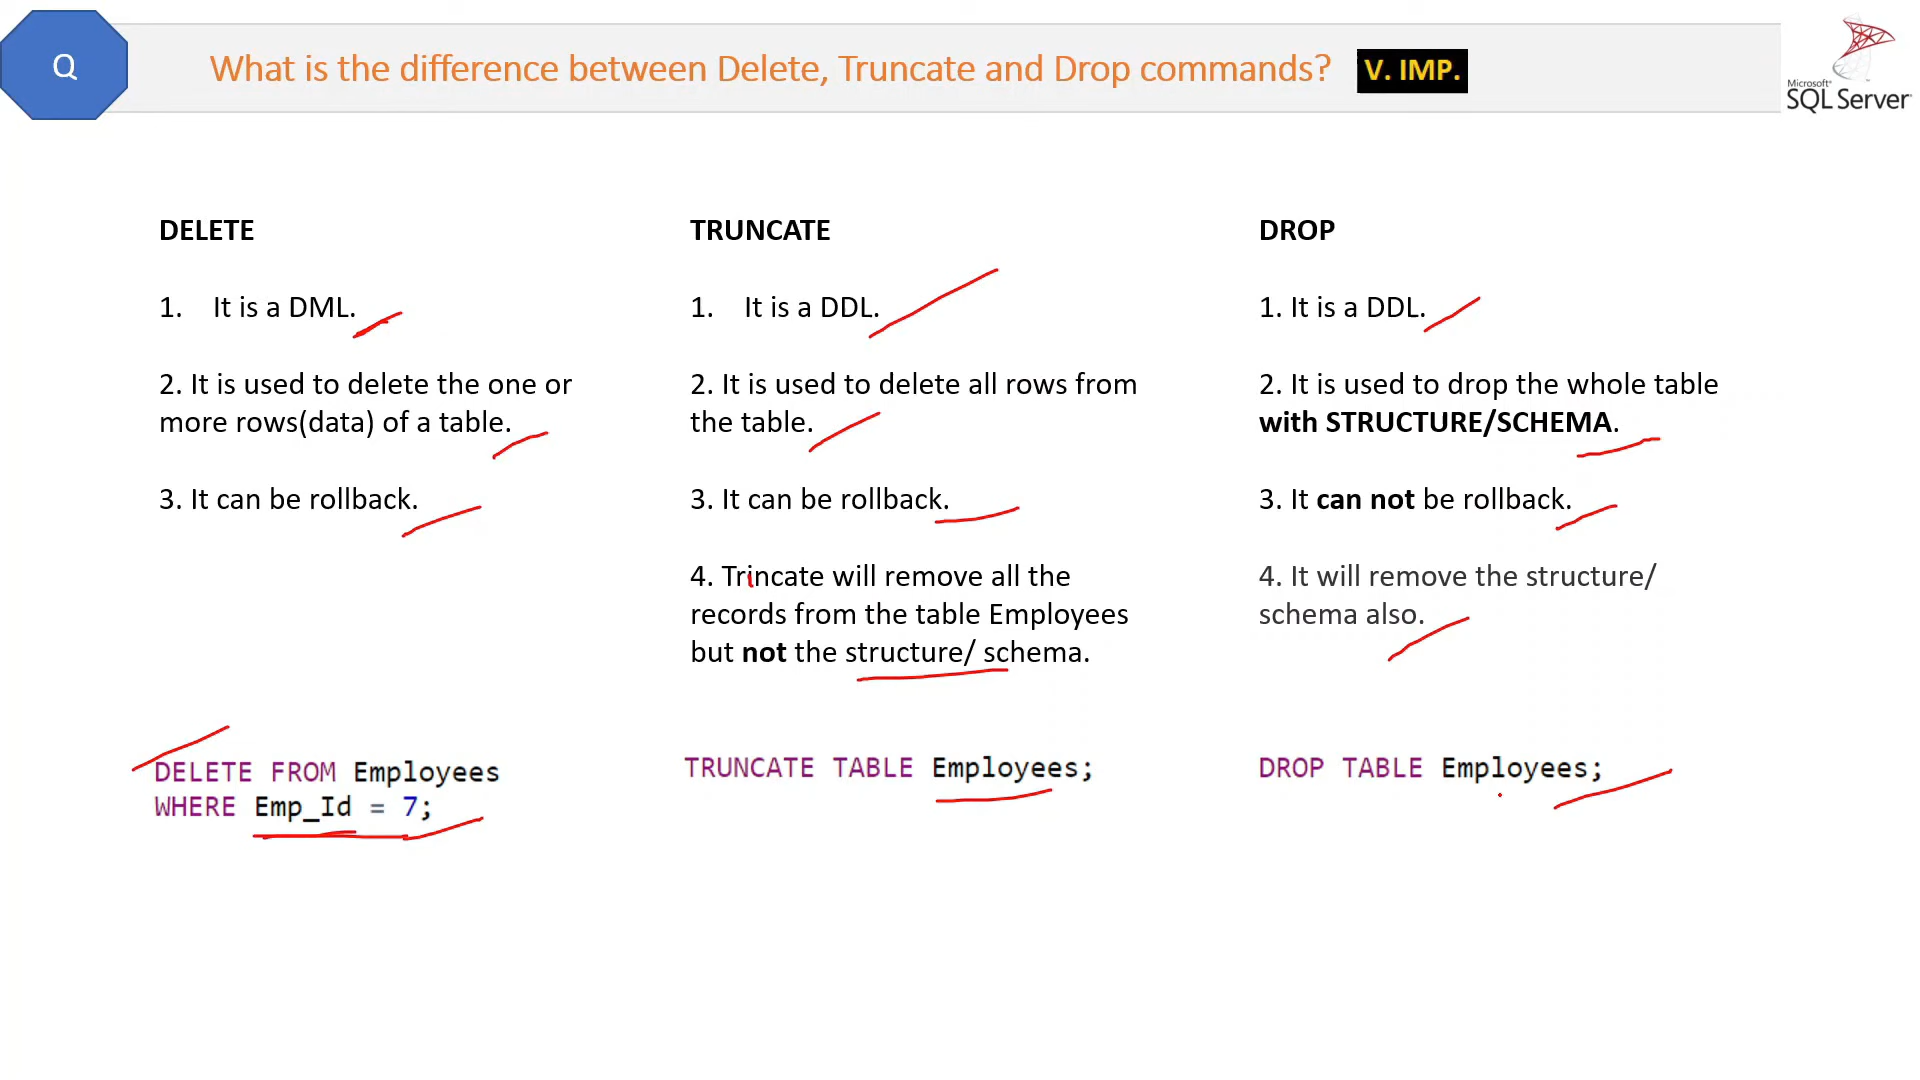 Q
What is the difference between Delete, Truncate and Drop commands?
V. IMP.
Microsoft®
SQL Server®
DELETE
1. It is a DML.
2. It is used to delete the one or
more rows(data) of a table.
3. It can be rollback.
DELETE FROM Employees
WHERE Emp_Id = 7;
TRUNCATE
1. It is a DDL.
2. It is used to delete all rows from
the table.
3. It can be rollback.
4. Trincate will remove all the
records from the table Employees
but not the structure/ schema.
TRUNCATE TABLE Employees;
DROP
1. It is a DDL.
2. It is used to drop the whole table
with STRUCTURE/SCHEMA.
3. It can not be rollback.
4. It will remove the structure/
schema also.
DROP TABLE Employees;